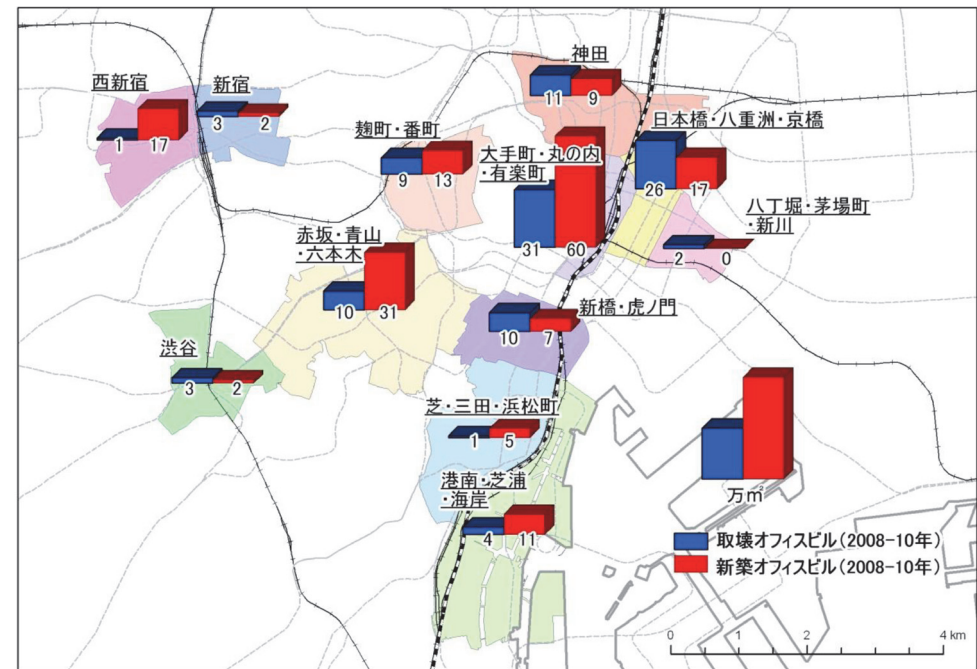 神田
11 9
西新宿
1 17
新宿
3 2
麹町・番町
9 13
日本橋・八重洲・京橋
26 17
大手町・丸の内
・有楽町
31 60
八丁堀・茅場町
・新川
2 0
赤坂・青山
・六本木
10 31
新橋・虎ノ門
10 7
渋谷
3 2
芝・三田・浜松町
1 5
港南・芝浦
・海岸
4 11
万㎡
取壊オフィスビル(2008-10年)
新築オフィスビル(2008-10年)
0 1 2 4 km